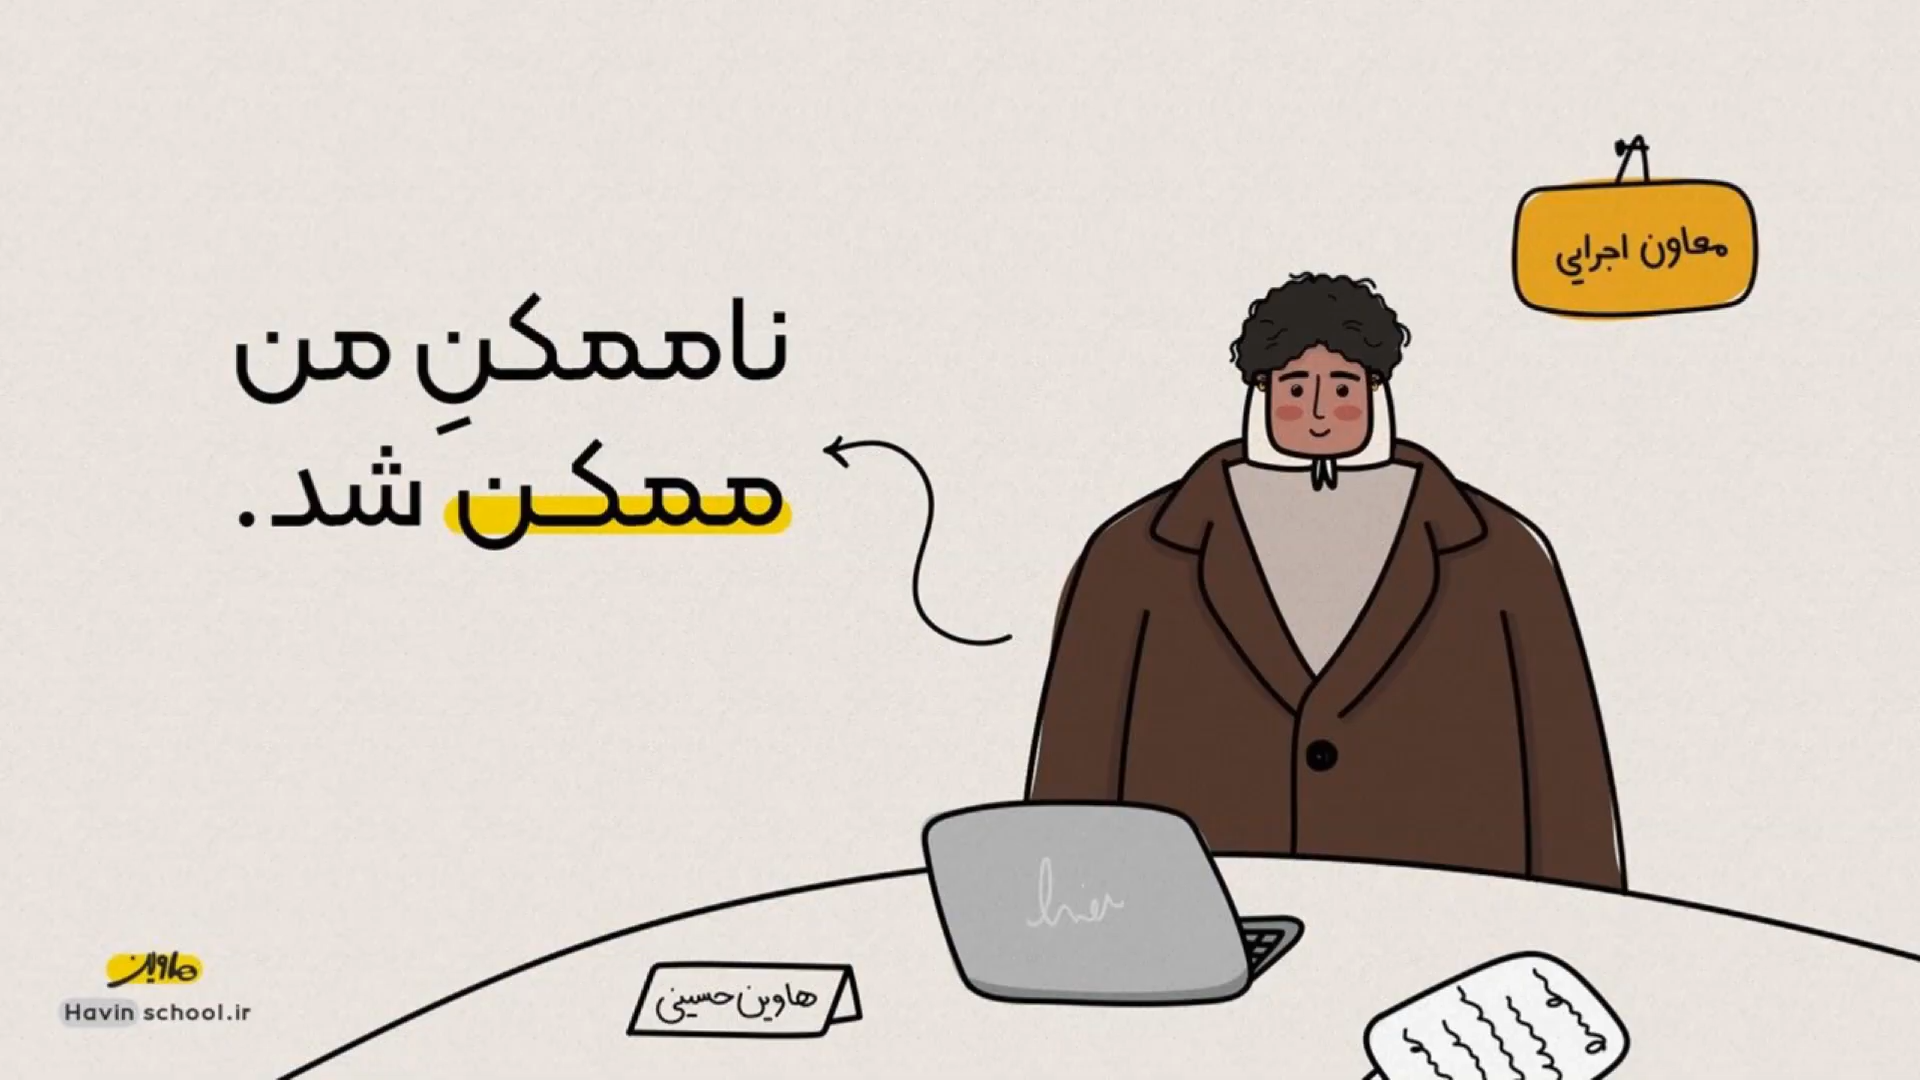 معاون اجرایی
ناممکنِ من
ممکن شد.
هاوین حسینی
هاوین
Havin school.ir